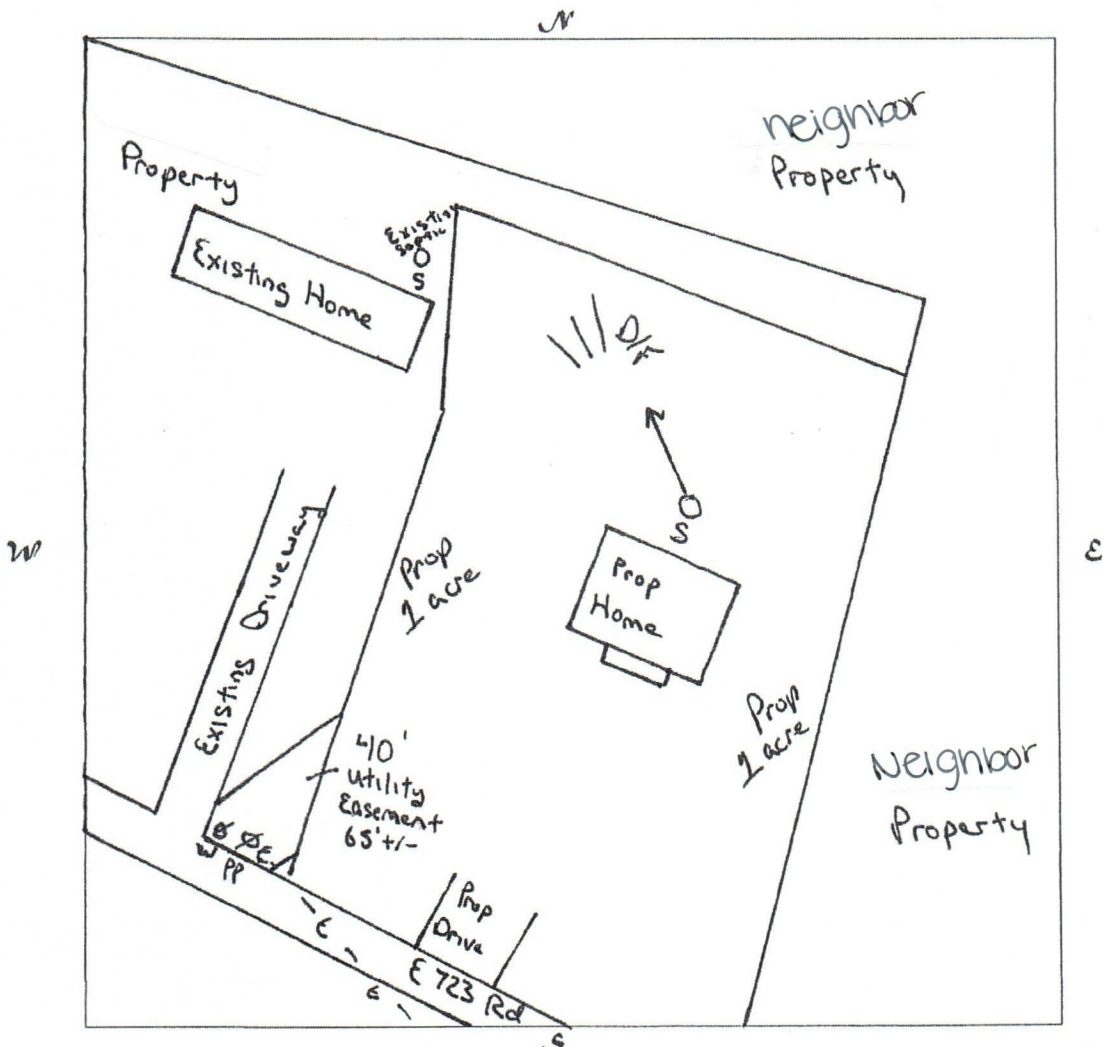 N
neighbor
Property
Property
Existing
Septic
S
Existing Home
D/F
W
E
S
Prop
Home
Prop
1 acre
Existing Driveway
Prop
1 acre
40'
utility
Easement
65'+/-
Neighbor
Property
W
PP
E
Prop
Drive
E
E
E 723 Rd
S